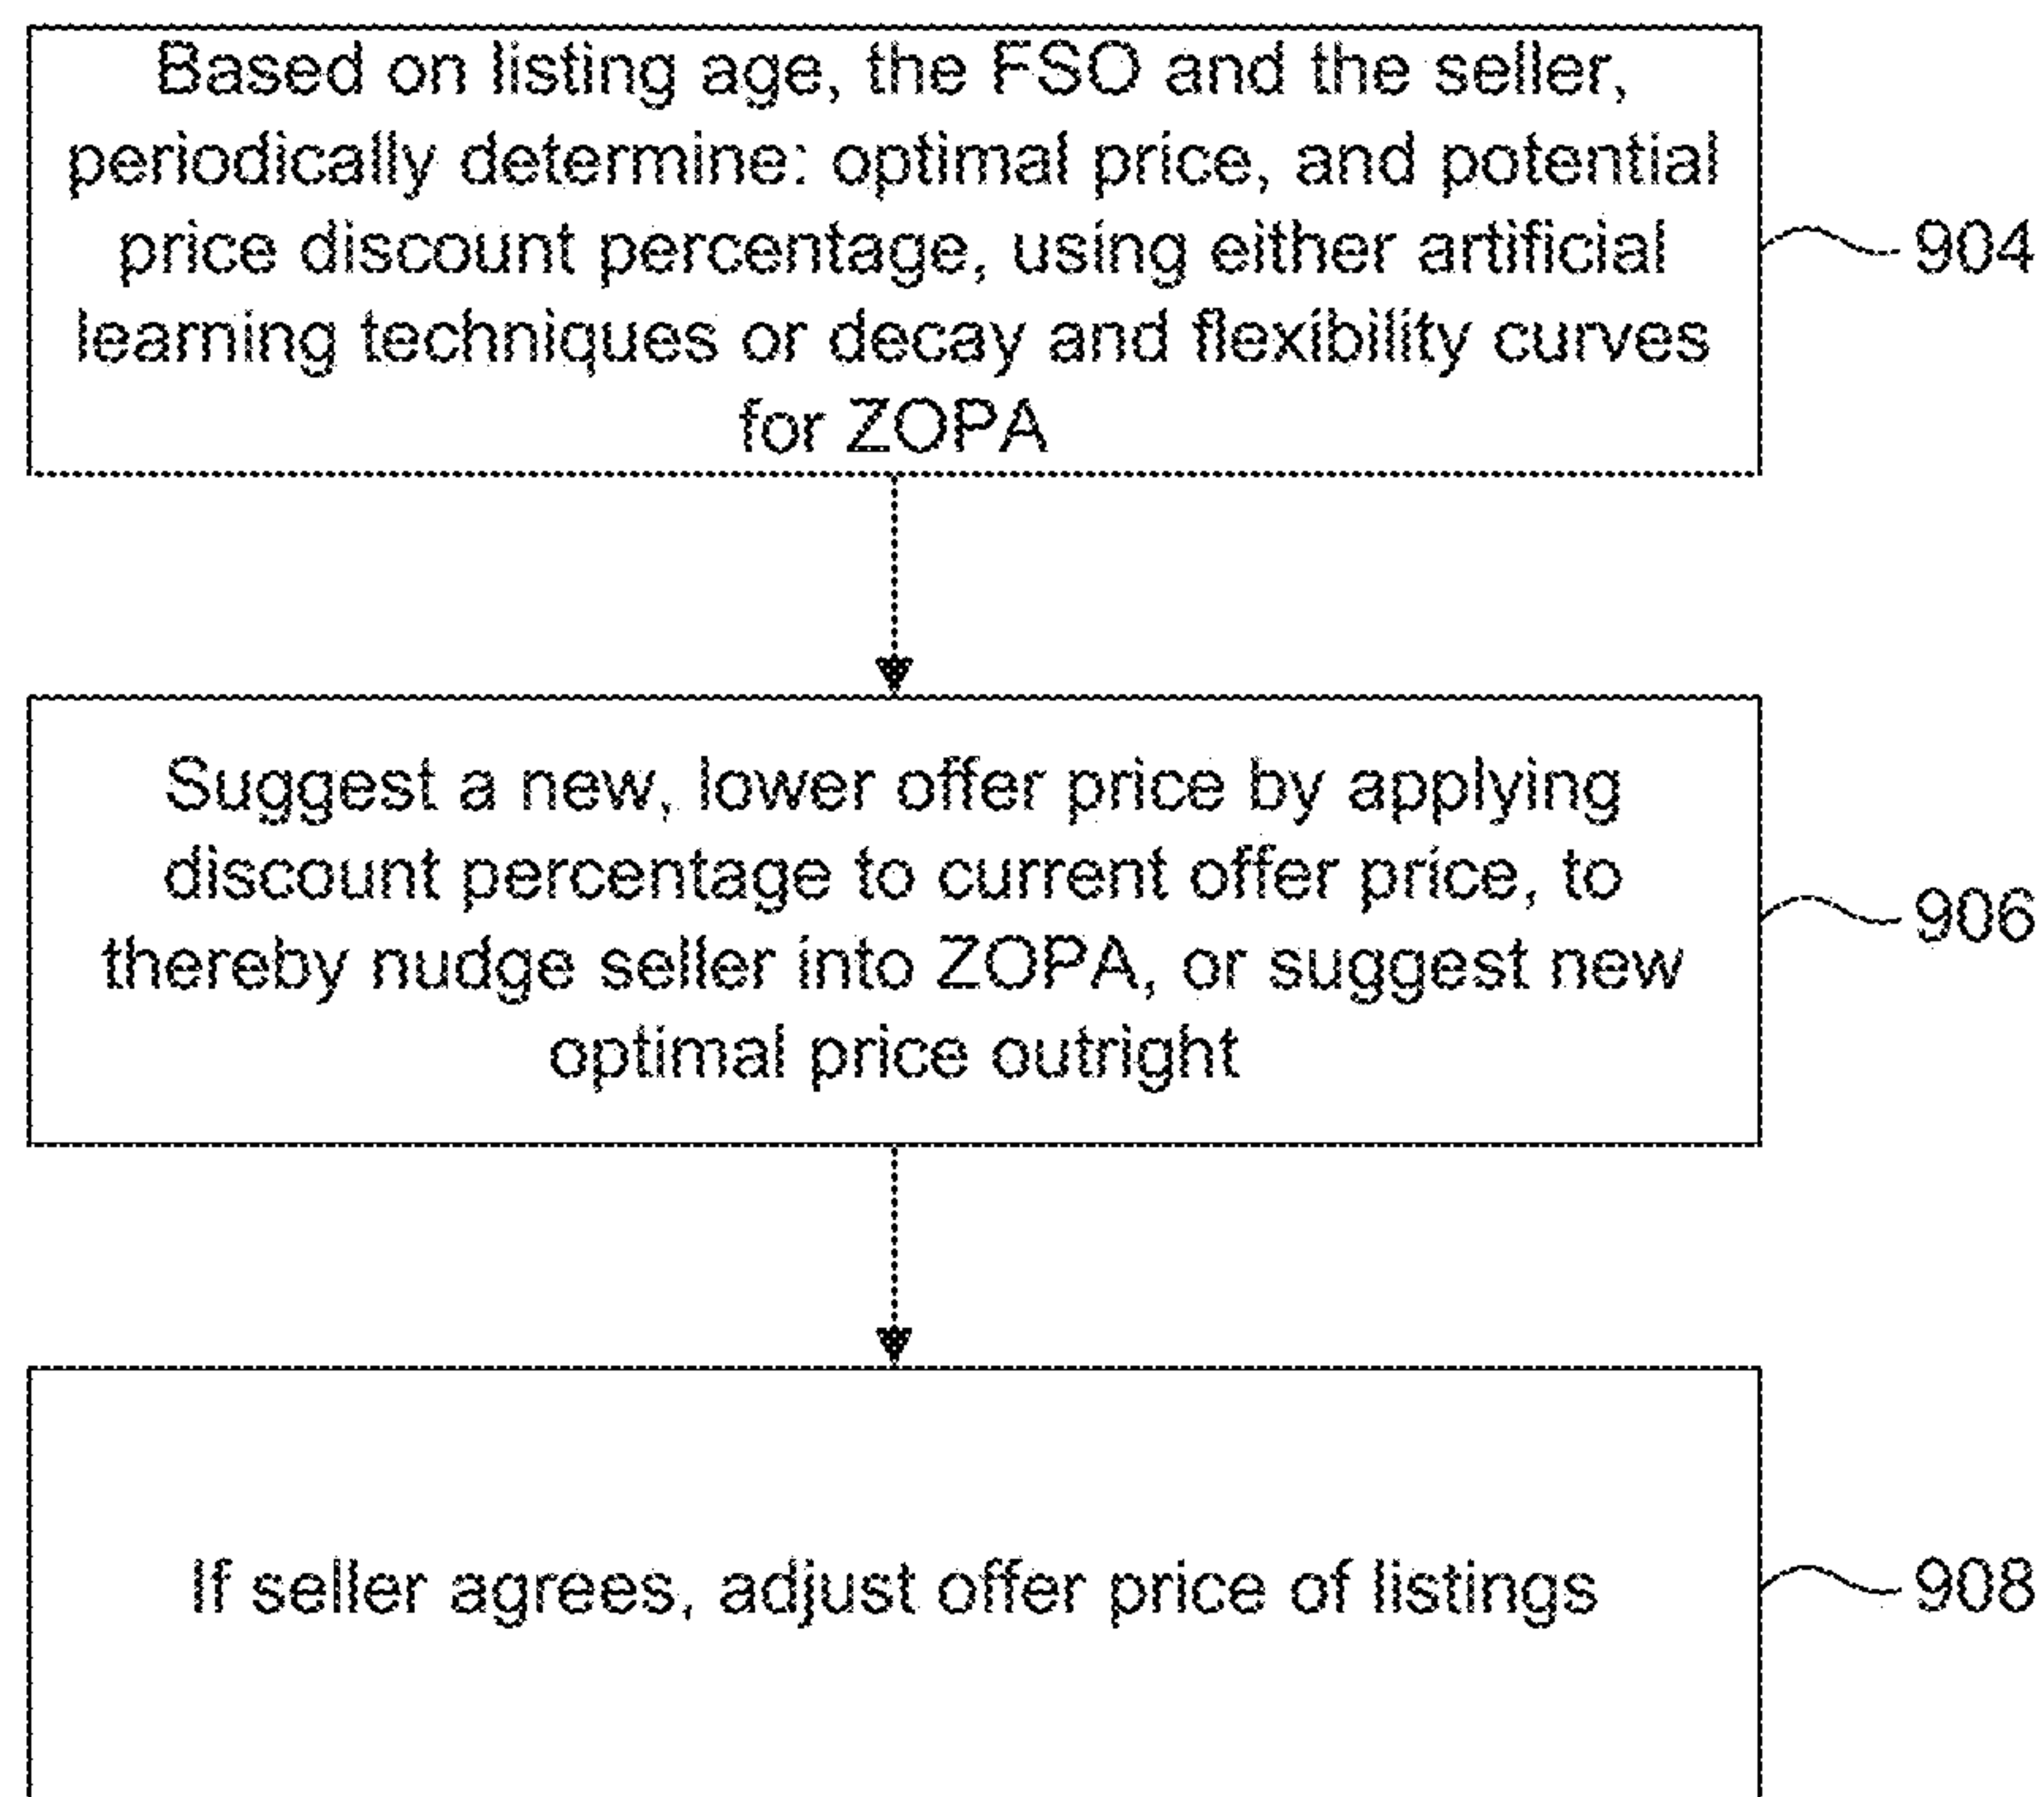 Based on listing age, the FSO and the seller,
periodically determine: optimal price, and potential
price discount percentage, using either artificial
learning techniques or decay and flexibility curves
for ZOPA
904
Suggest a new, lower offer price by applying
discount percentage to current offer price, to
thereby nudge seller into ZOPA, or suggest new
optimal price outright
906
If seller agrees, adjust offer price of listings
908